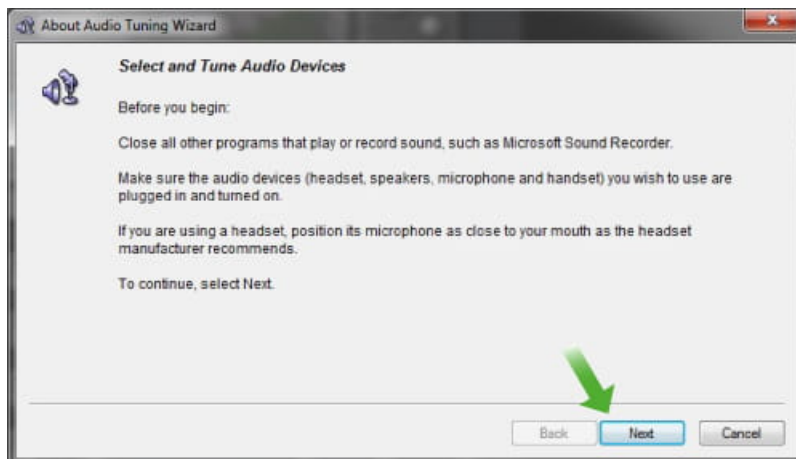 About Audio Tuning Wizard
Select and Tune Audio Devices
Before you begin:
Close all other programs that play or record sound, such as Microsoft Sound Recorder.
Make sure the audio devices (headset, speakers, microphone and handset) you wish to use are
plugged in and turned on.
If you are using a headset, position its microphone as close to your mouth as the headset
manufacturer recommends.
To continue, select Next.
Back Next Cancel